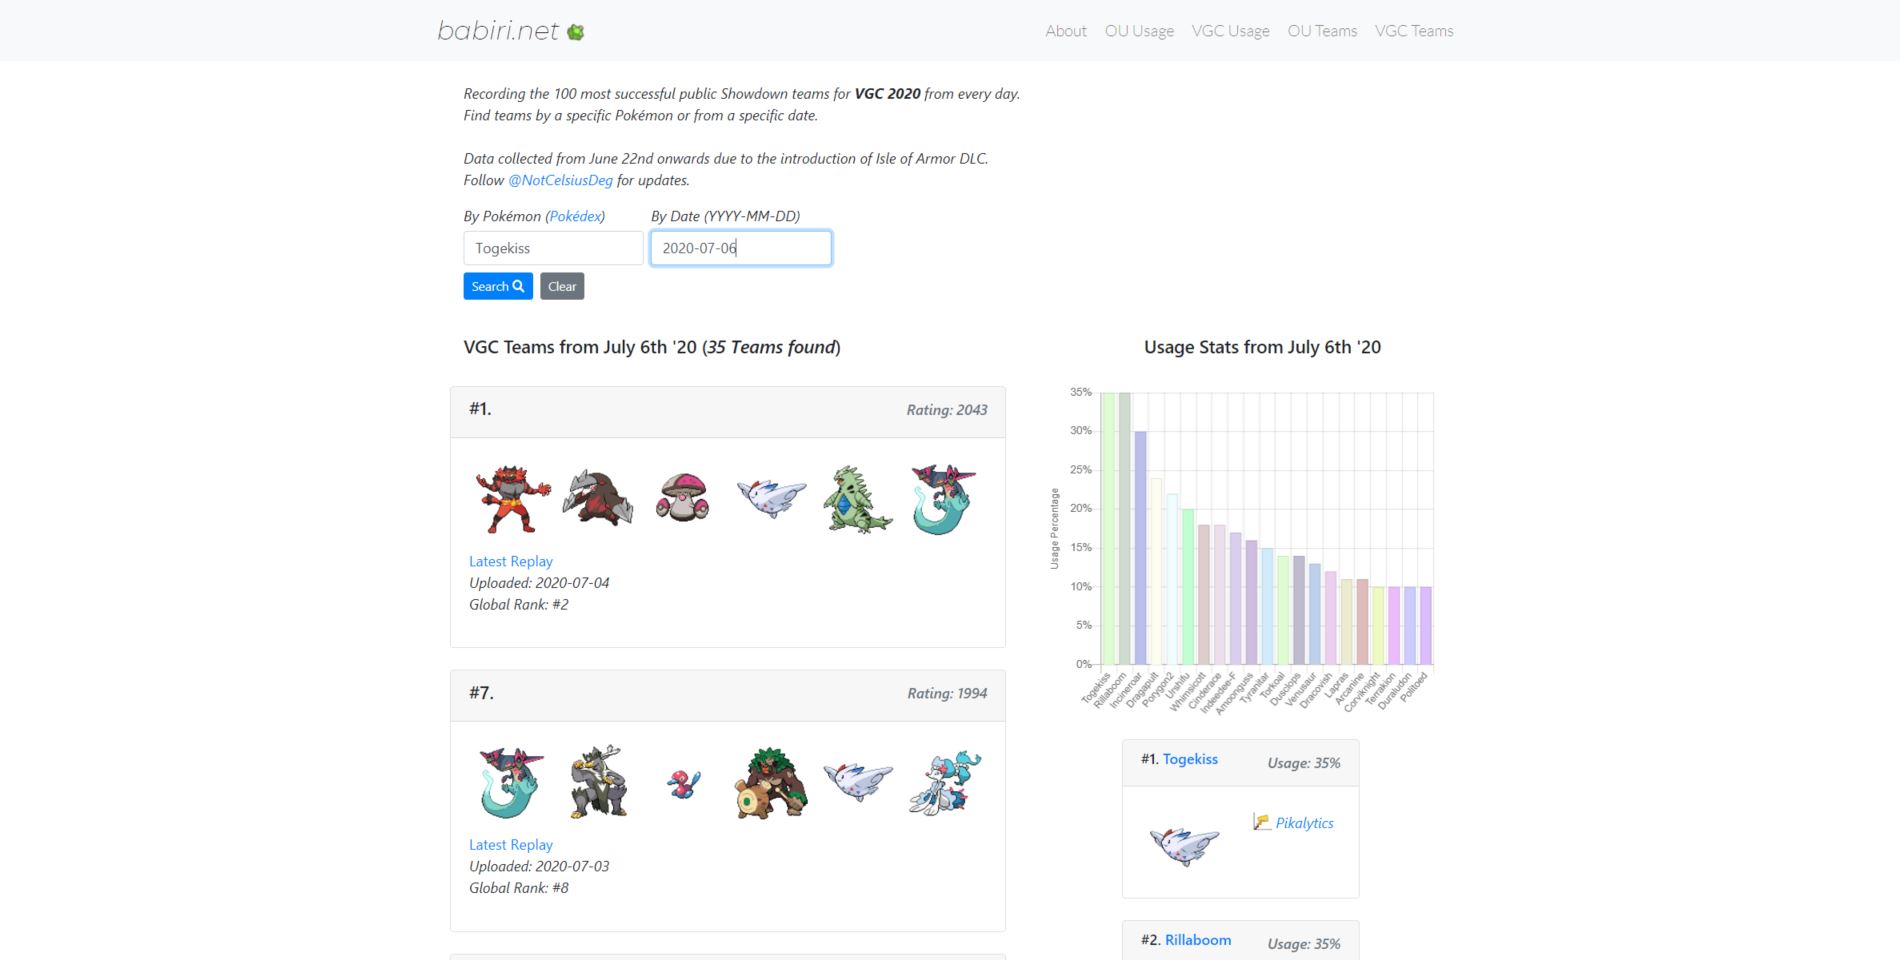 babiri.net
About OU Usage VGC Usage OU Teams VGC Teams
Recording the 100 most successful public Showdown teams for VGC 2020 from every day.
Find teams by a specific Pokémon or from a specific date.
Data collected from June 22nd onwards due to the introduction of Isle of Armor DLC.
Follow @NotCelsiusDeg for updates.
By Pokémon (Pokédex) By Date (YYYY-MM-DD)
Togekiss 2020-07-06
Search Clear
VGC Teams from July 6th '20 (35 Teams found)
#1. Rating: 2043
Latest Replay
Uploaded: 2020-07-04
Global Rank: #2
#7. Rating: 1994
Latest Replay
Uploaded: 2020-07-03
Global Rank: #8
Usage Stats from July 6th '20
Usage Percentage
35%
30%
25%
20%
15%
10%
5%
0%
Togekiss
Rillaboom
Incineroar
Dragapult
Porygon2
Urshifu
Whimsicott
Cinderace
Indeedee-F
Amoonguss
Tyranitar
Torkoal
Dusclops
Venusaur
Dracovish
Lapras
Arcanine
Corviknight
Terrakion
Duraludon
Politoed
#1. Togekiss Usage: 35%
Pikalytics
#2. Rillaboom Usage: 35%